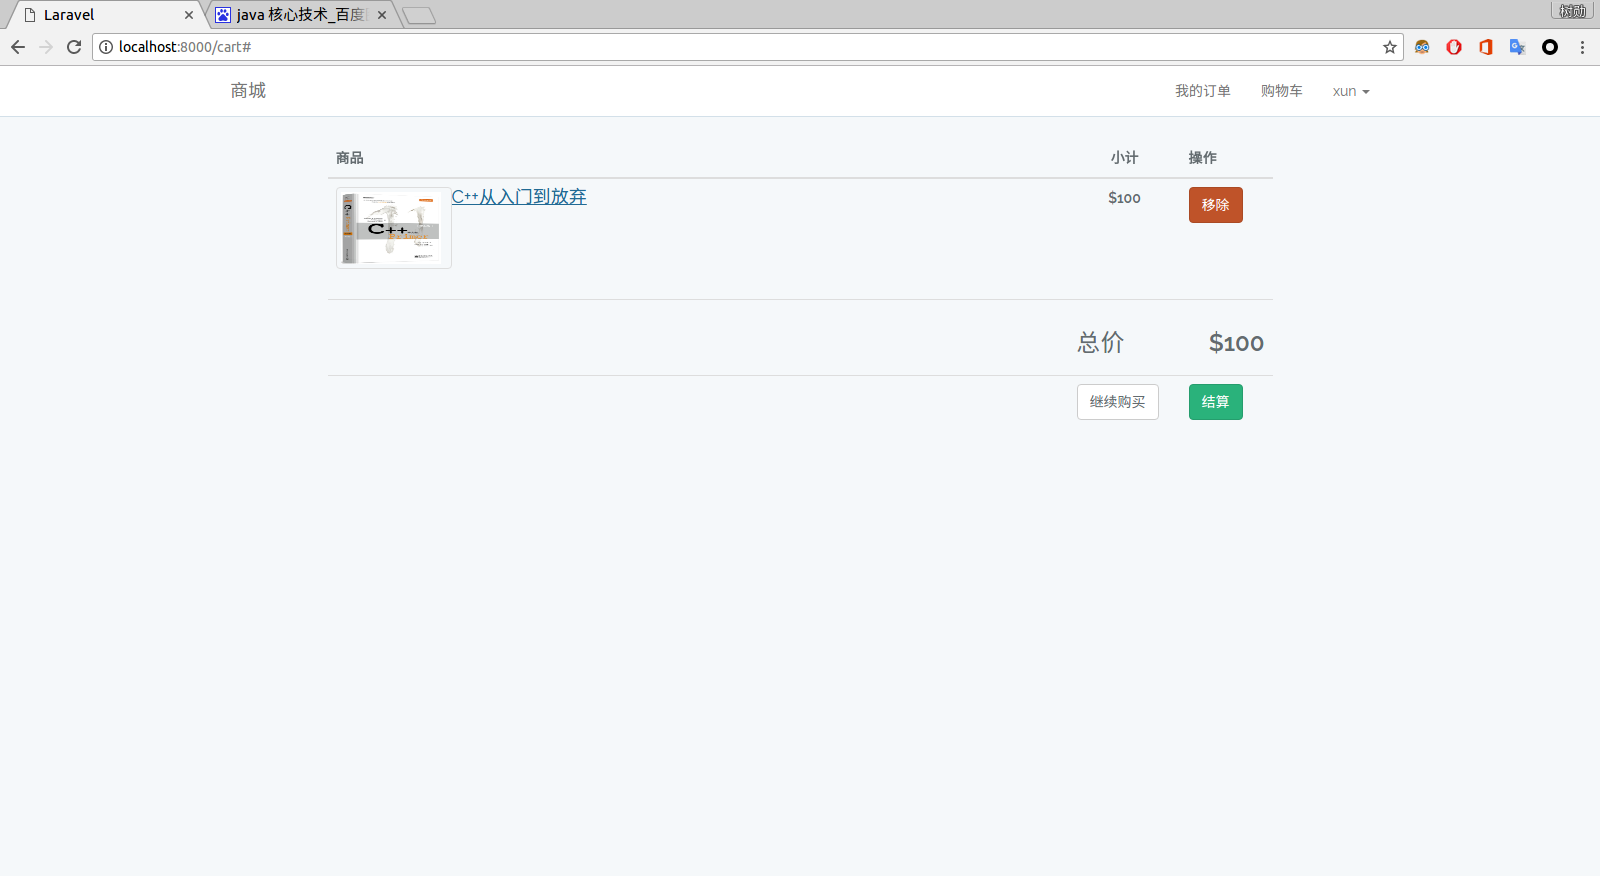 Laravel
java 核心技术_百度
树勋
localhost:8000/cart#
商城
我的订单
购物车
xun
商品
小计
操作
C++
C++从入门到放弃
$100
移除
总价
$100
继续购买
结算